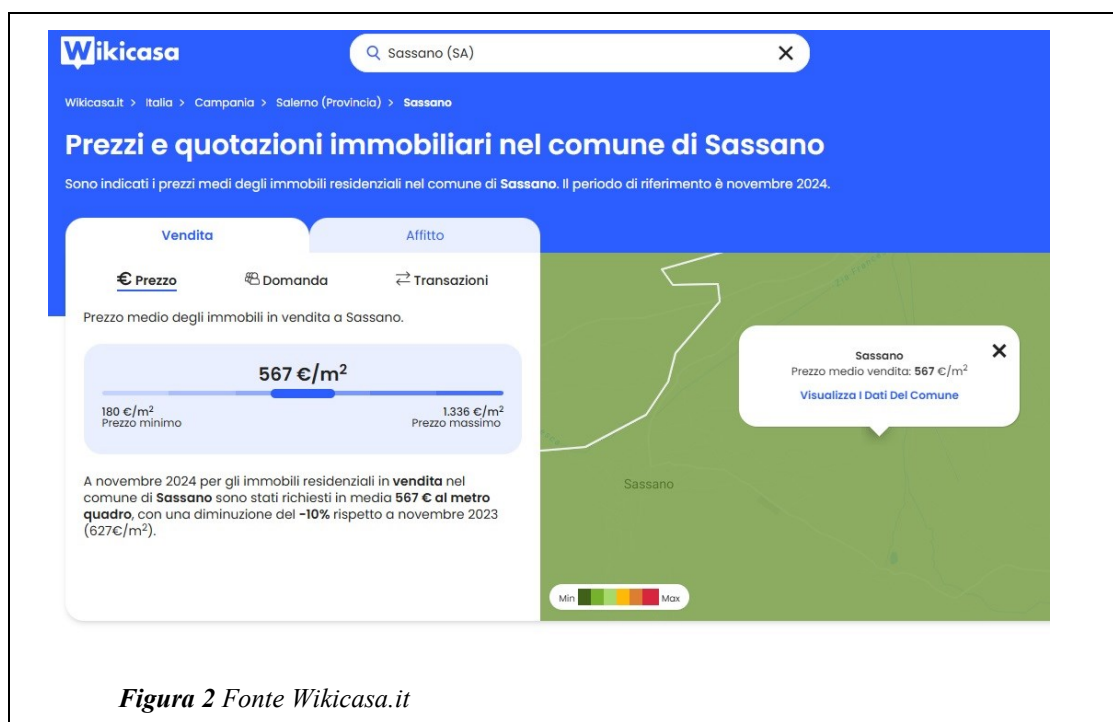 Wikicasa
Sassano (SA)
Wikicasa.it > Italia > Campania > Salerno (Provincia) > Sassano
Prezzi e quotazioni immobiliari nel comune di Sassano
Sono indicati i prezzi medi degli immobili residenziali nel comune di Sassano. Il periodo di riferimento è novembre 2024.
Vendita
Affitto
€ Prezzo
Domanda
Transazioni
Prezzo medio degli immobili in vendita a Sassano.
567 €/m²
180 €/m²
Prezzo minimo
1.336 €/m²
Prezzo massimo
A novembre 2024 per gli immobili residenziali in vendita nel
comune di Sassano sono stati richiesti in media 567 € al metro
quadro, con una diminuzione del -10% rispetto a novembre 2023
(627€/m²).
Sassano
Prezzo medio vendita: 567 €/m²
Visualizza I Dati Del Comune
Sassano
Min
Max
Figura 2 Fonte Wikicasa.it